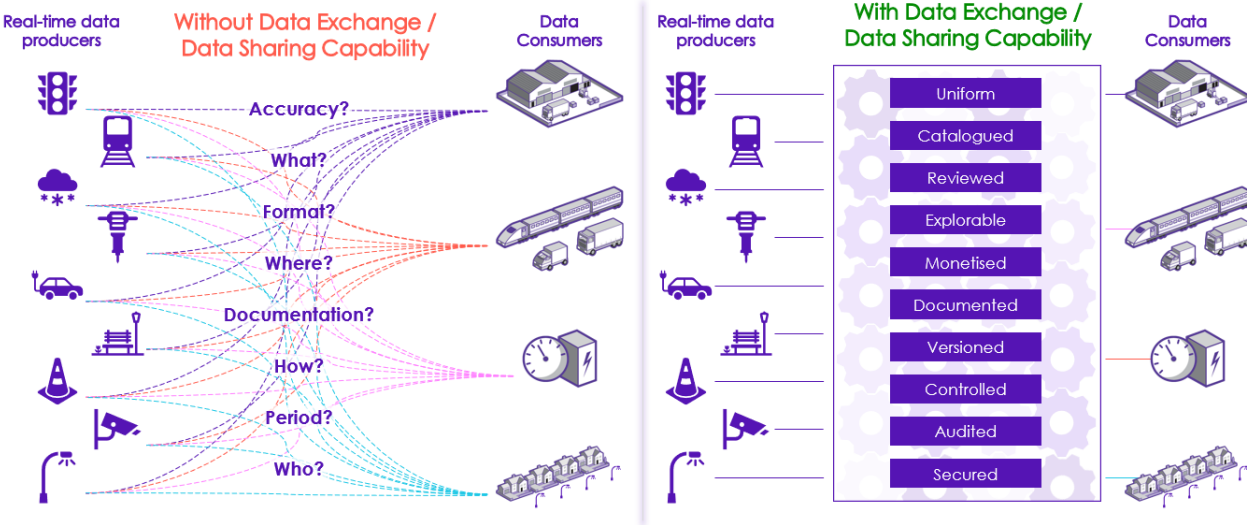 Real-time data
producers
Without Data Exchange /
Data Sharing Capability
Data
Consumers
Accuracy?
What?
Format?
Where?
Documentation?
How?
Period?
Who?
Real-time data
producers
With Data Exchange /
Data Sharing Capability
Data
Consumers
Uniform
Catalogued
Reviewed
Explorable
Monetised
Documented
Versioned
Controlled
Audited
Secured